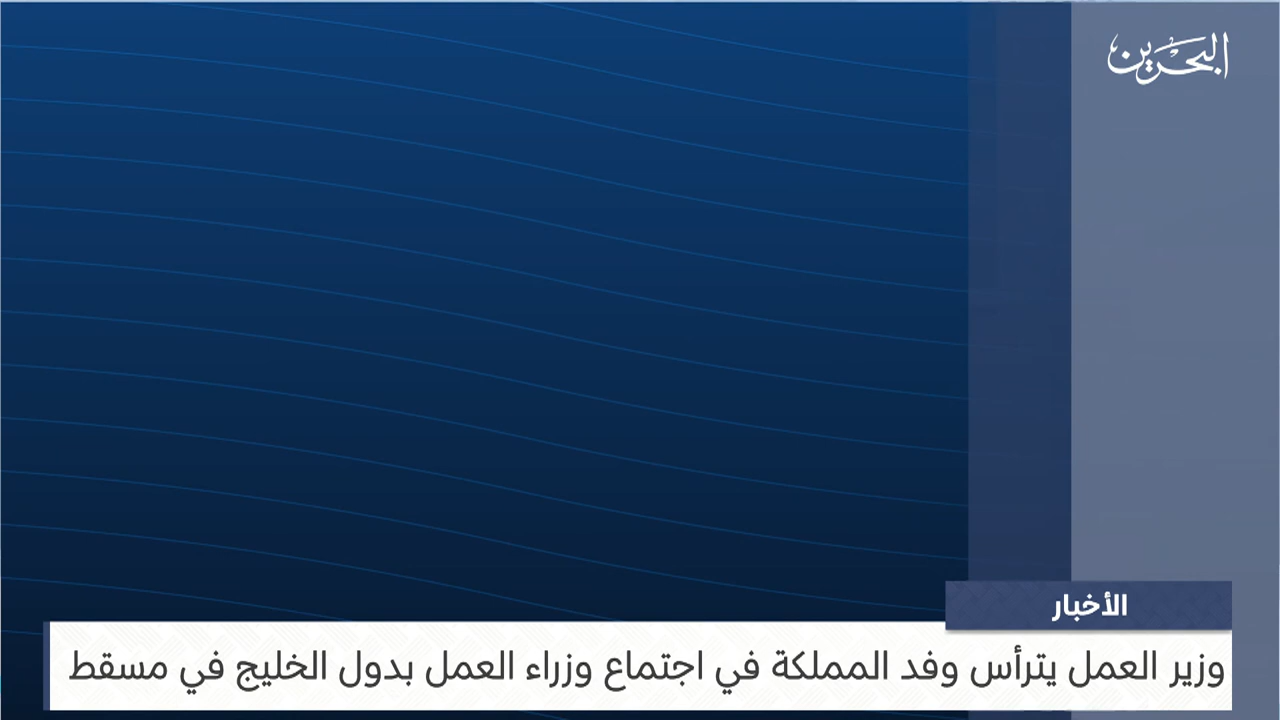 البحرين
الأخبار
وزير العمل يترأس وفد المملكة في اجتماع وزراء العمل بدول الخليج في مسقط